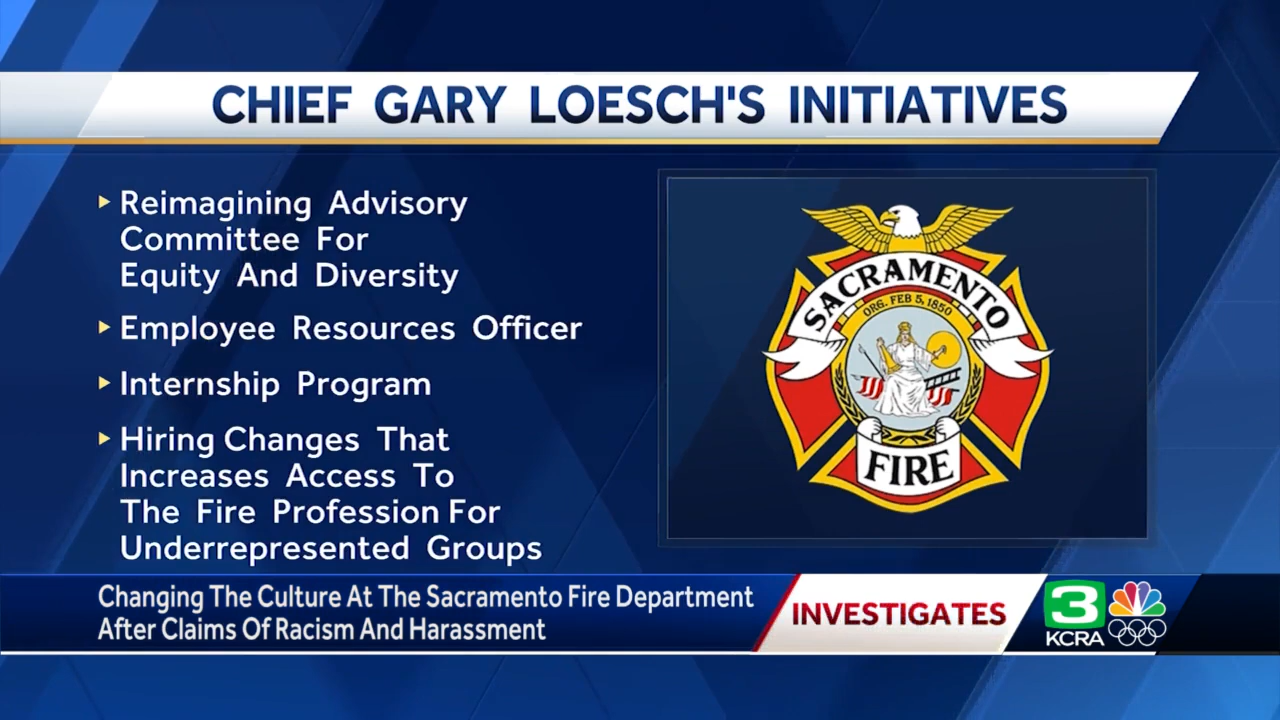 CHIEF GARY LOESCH'S INITIATIVES
Reimagining Advisory
Committee For
Equity And Diversity
Employee Resources Officer
Internship Program
Hiring Changes That
Increases Access To
The Fire Profession For
Underrepresented Groups
SACRAMENTO
ORG. FEB 5, 1850
FIRE
Changing The Culture At The Sacramento Fire Department
After Claims Of Racism And Harassment
INVESTIGATES
3
KCRA